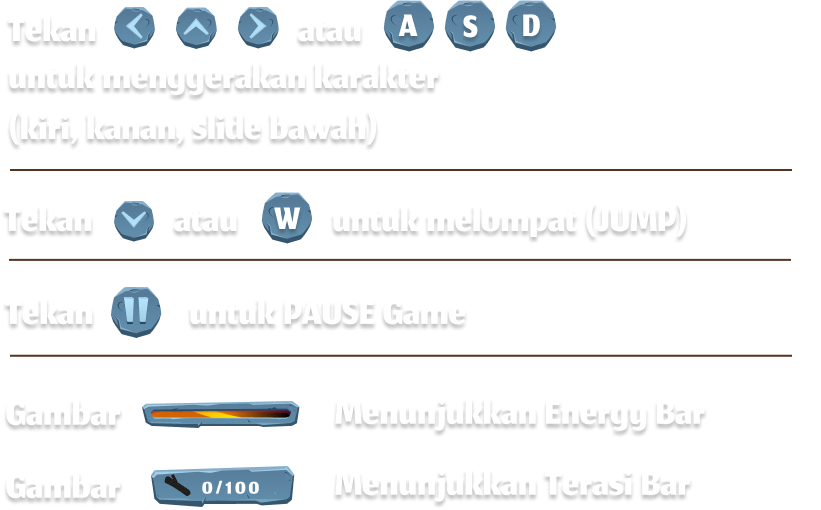 Tekan atau A S D
untuk menggerakan karakter
(kiri, kanan, slide bawah)
Tekan atau W untuk melompat (JUMP)
Tekan untuk PAUSE Game
Gambar Menunjukkan Energy Bar
Gambar 0/100 Menunjukkan Terasi Bar